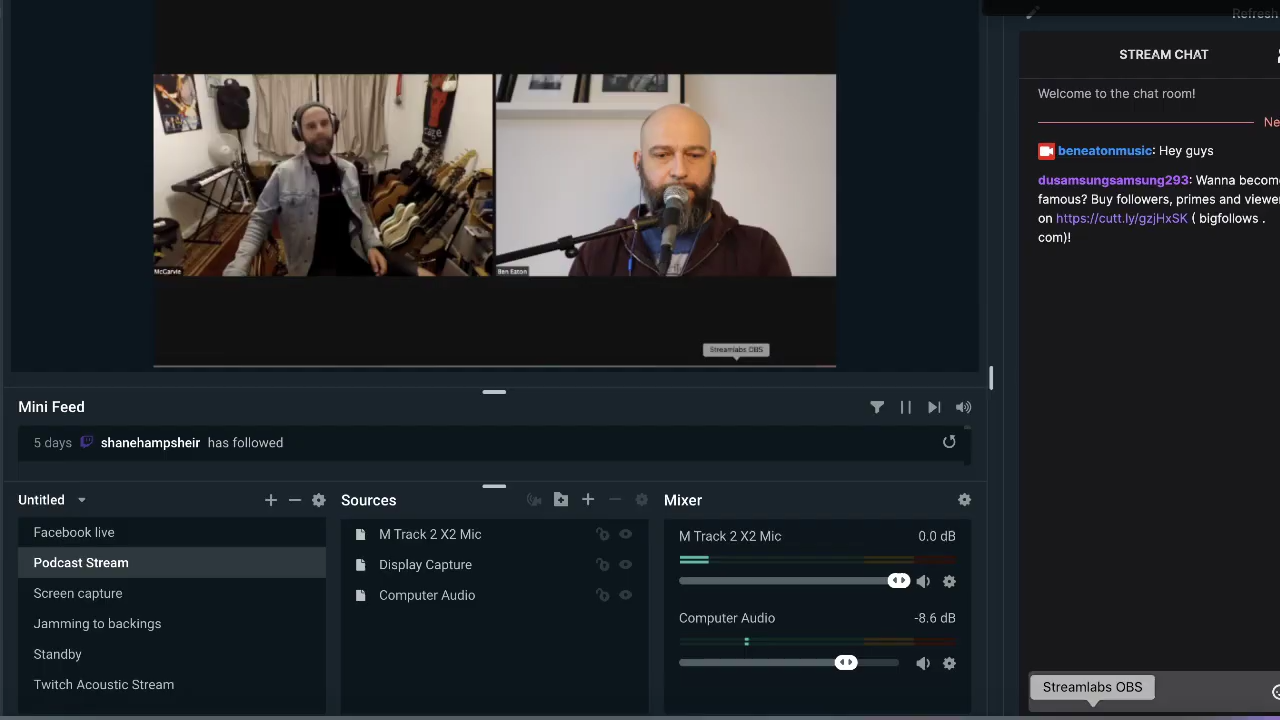 Refresh
STREAM CHAT
Welcome to the chat room!
Ne
beneatonmusic: Hey guys
dusamsungsamsung293: Wanna become
famous? Buy followers, primes and viewer
on https://cutt.ly/gzjHxSK ( bigfollows .
com)!
McGarvie
Ben Eaton
Streamlabs OBS
Mini Feed
5 days shanehampsheir has followed
Untitled
Facebook live
Podcast Stream
Screen capture
Jamming to backings
Standby
Twitch Acoustic Stream
Sources
M Track 2 X2 Mic
Display Capture
Computer Audio
Mixer
M Track 2 X2 Mic 0.0 dB
Computer Audio -8.6 dB
Streamlabs OBS